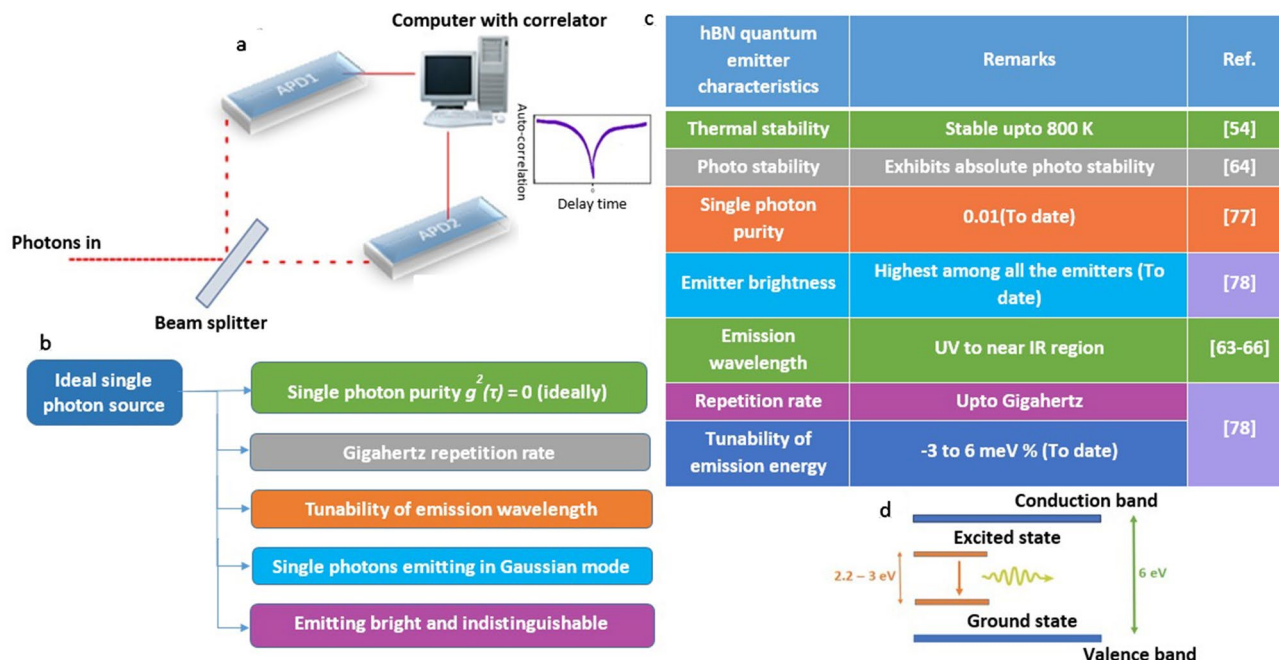 a
Computer with correlator
APD1
Auto-correlation
0
Delay time
APD2
Photons in
Beam splitter
b
Ideal single
photon source
Single photon purity g²(τ) = 0 (ideally)
Gigahertz repetition rate
Tunability of emission wavelength
Single photons emitting in Gaussian mode
Emitting bright and indistinguishable
c
hBN quantum
emitter
characteristics
Remarks
Ref.
Thermal stability
Stable upto 800 K
[54]
Photo stability
Exhibits absolute photo stability
[64]
Single photon
purity
0.01(To date)
[77]
Emitter brightness
Highest among all the emitters (To
date)
[78]
Emission
wavelength
UV to near IR region
[63-66]
Repetition rate
Upto Gigahertz
[78]
Tunability of
emission energy
-3 to 6 meV % (To date)
d
Conduction band
Excited state
2.2 – 3 eV
6 eV
Ground state
Valence band